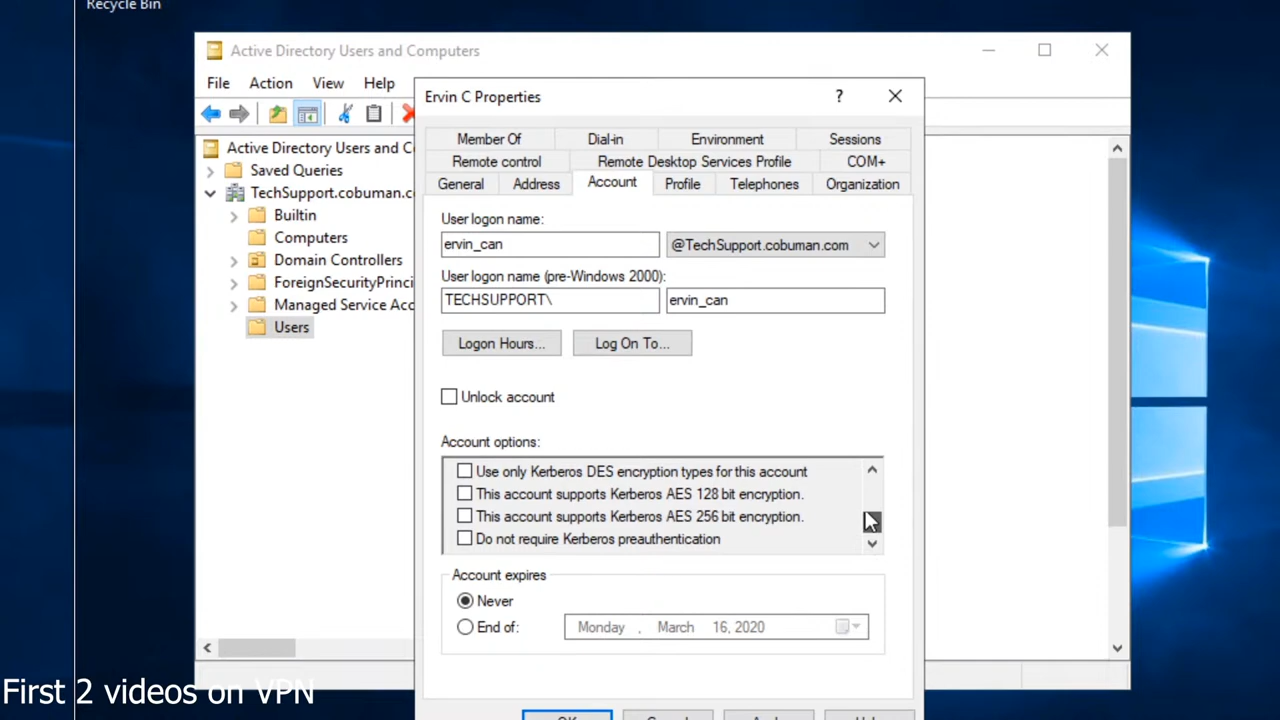 Recycle Bin
Active Directory Users and Computers
File Action View Help
Ervin C Properties
?
Active Directory Users and C
Saved Queries
TechSupport.cobuman.c
Builtin
Computers
Domain Controllers
ForeignSecurityPrinci
Managed Service Acc
Users
Member Of Dial-in Environment Sessions
Remote control Remote Desktop Services Profile COM+
General Address Account Profile Telephones Organization
User logon name:
ervin_can @TechSupport.cobuman.com
User logon name (pre-Windows 2000):
TECHSUPPORT\ ervin_can
Logon Hours... Log On To...
Unlock account
Account options:
Use only Kerberos DES encryption types for this account
This account supports Kerberos AES 128 bit encryption.
This account supports Kerberos AES 256 bit encryption.
Do not require Kerberos preauthentication
Account expires
Never
End of: Monday , March 16, 2020
First 2 videos on VPN